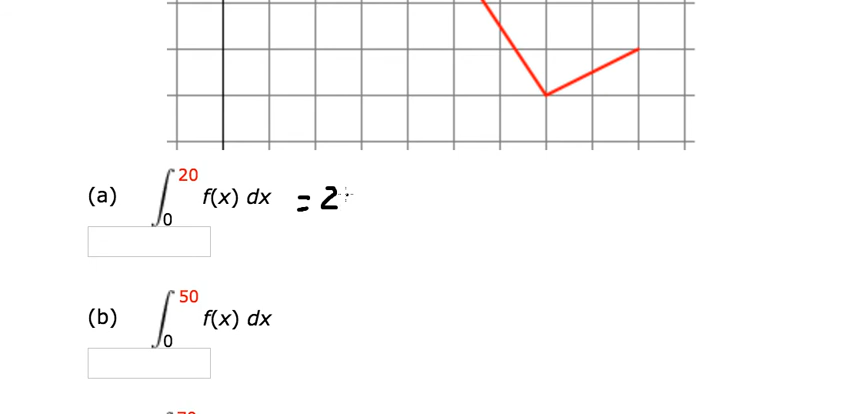 (a) ∫₀²⁰ f(x) dx = 2
(b) ∫₀⁵⁰ f(x) dx